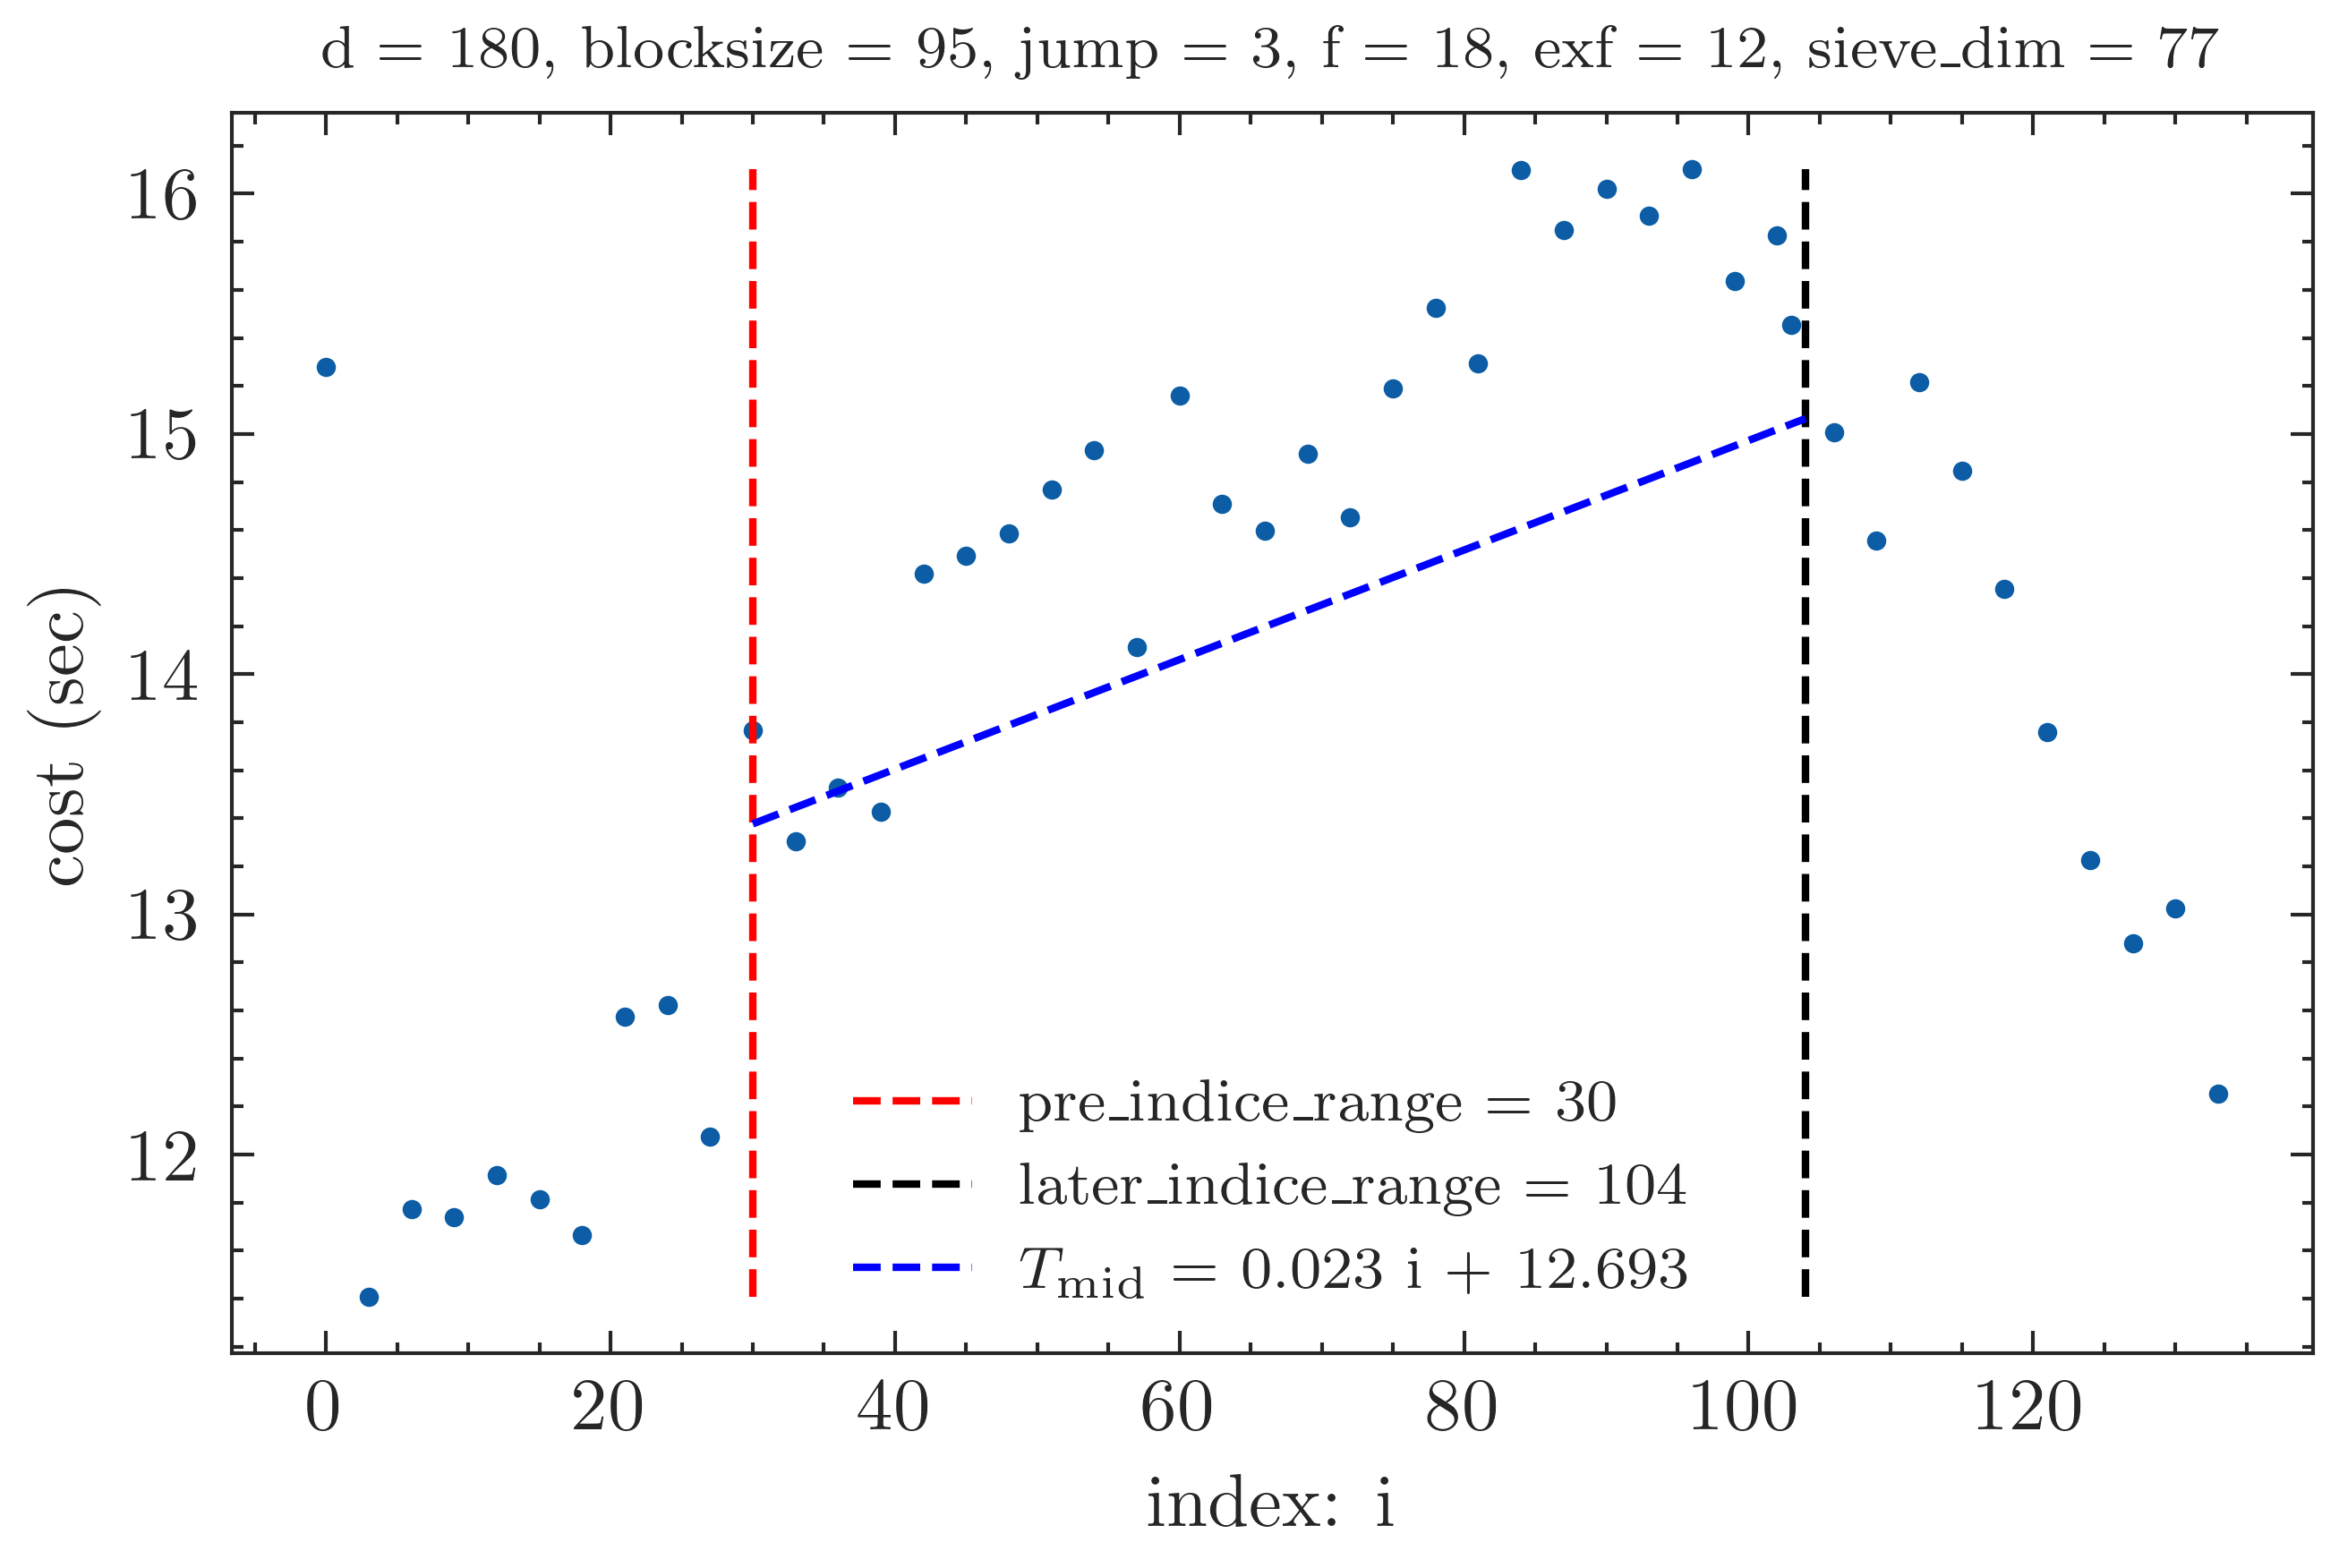 d = 180, blocksize = 95, jump = 3, f = 18, exf = 12, sieve_dim = 77
16
15
14
13
12
cost (sec)
pre_indice_range = 30
later_indice_range = 104
T_mid = 0.023 i + 12.693
0 20 40 60 80 100 120
index: i